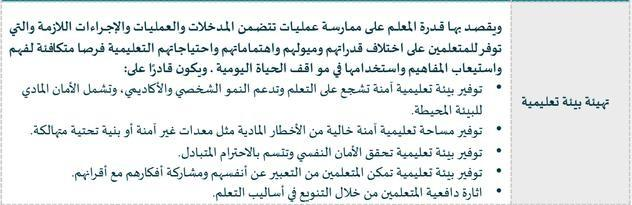 تهيئة بيئة تعليمية
ويقصد بها قدرة المعلم على ممارسة عمليات تتضمن المدخلات والعمليات والإجراءات اللازمة والتي
توفر للمتعلمين على اختلاف قدراتهم وميولهم واهتماماتهم واحتياجاتهم التعليمية فرصا متكافئة لفهم
واستيعاب المفاهيم واستخدامها في مو اقف الحياة اليومية . ويكون قادرًا على:
• توفير بيئة تعليمية آمنة تشجع على التعلم وتدعم النمو الشخصي والأكاديمي، وتشمل الأمان المادي
للبيئة المحيطة.
• توفير مساحة تعليمية آمنة خالية من الأخطار المادية مثل معدات غير آمنة أو بنية تحتية متهالكة.
• توفير بيئة تعليمية تحقق الأمان النفسي وتتسم بالاحترام المتبادل.
• توفير بيئة تعليمية تمكن المتعلمين من التعبير عن أنفسهم ومشاركة أفكارهم مع أقرانهم.
• اثارة دافعية المتعلمين من خلال التنويع في أساليب التعلم.